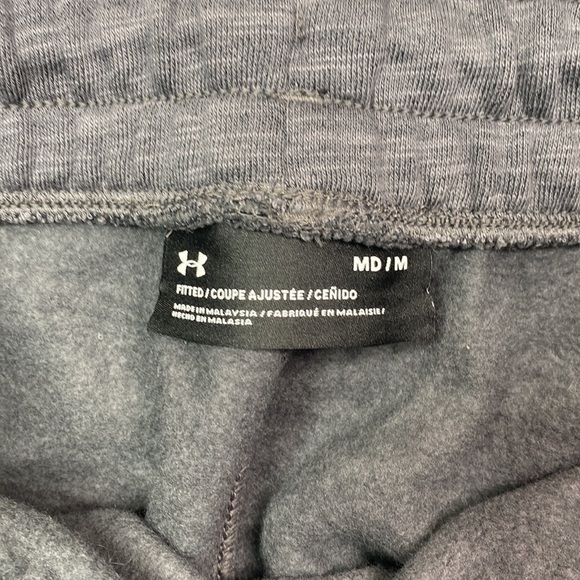 MD/M
FITTED/COUPE AJUSTÉE/CEÑIDO
MADE IN MALAYSIA/FABRIQUÉ EN MALAISIE/
HECHO EN MALASIA